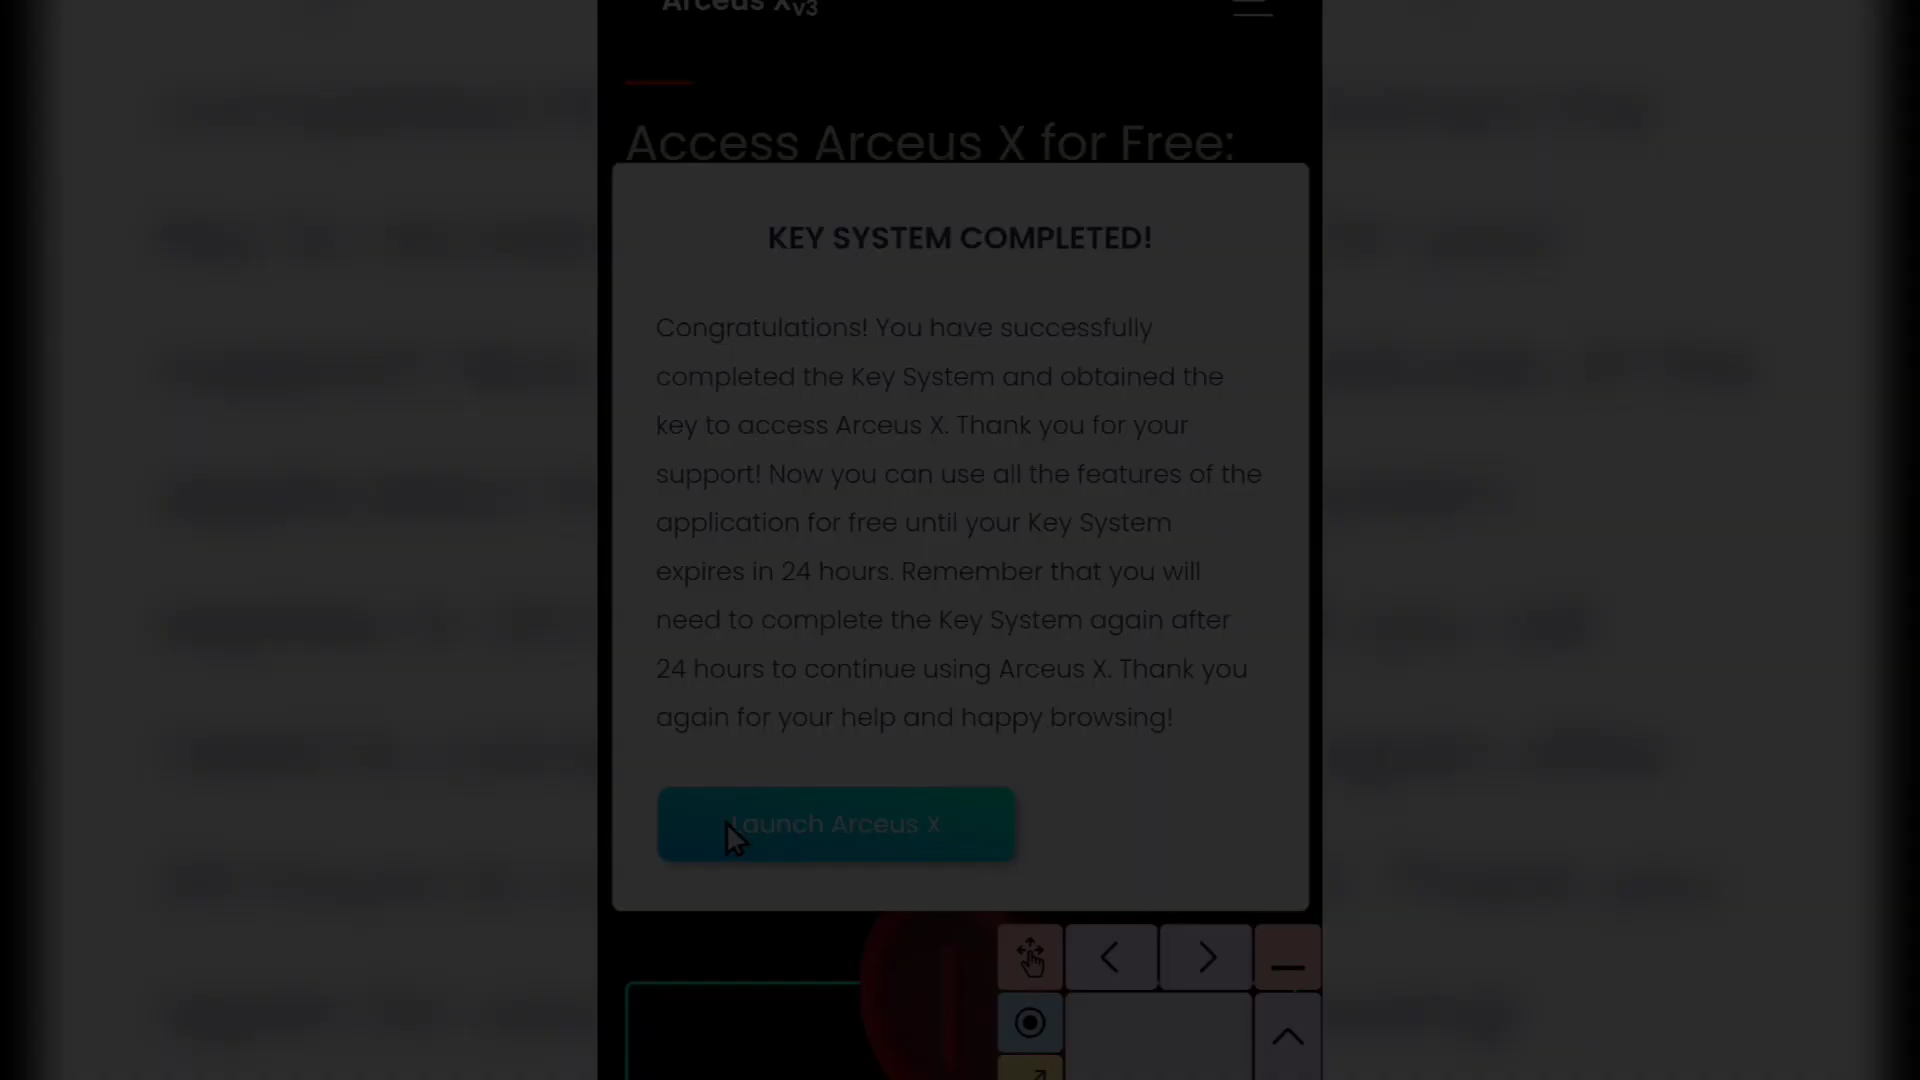 Arceus Xv3
Access Arceus X for Free:
KEY SYSTEM COMPLETED!
Congratulations! You have successfully
completed the Key System and obtained the
key to access Arceus X. Thank you for your
support! Now you can use all the features of the
application for free until your Key System
expires in 24 hours. Remember that you will
need to complete the Key System again after
24 hours to continue using Arceus X. Thank you
again for your help and happy browsing!
Launch Arceus X